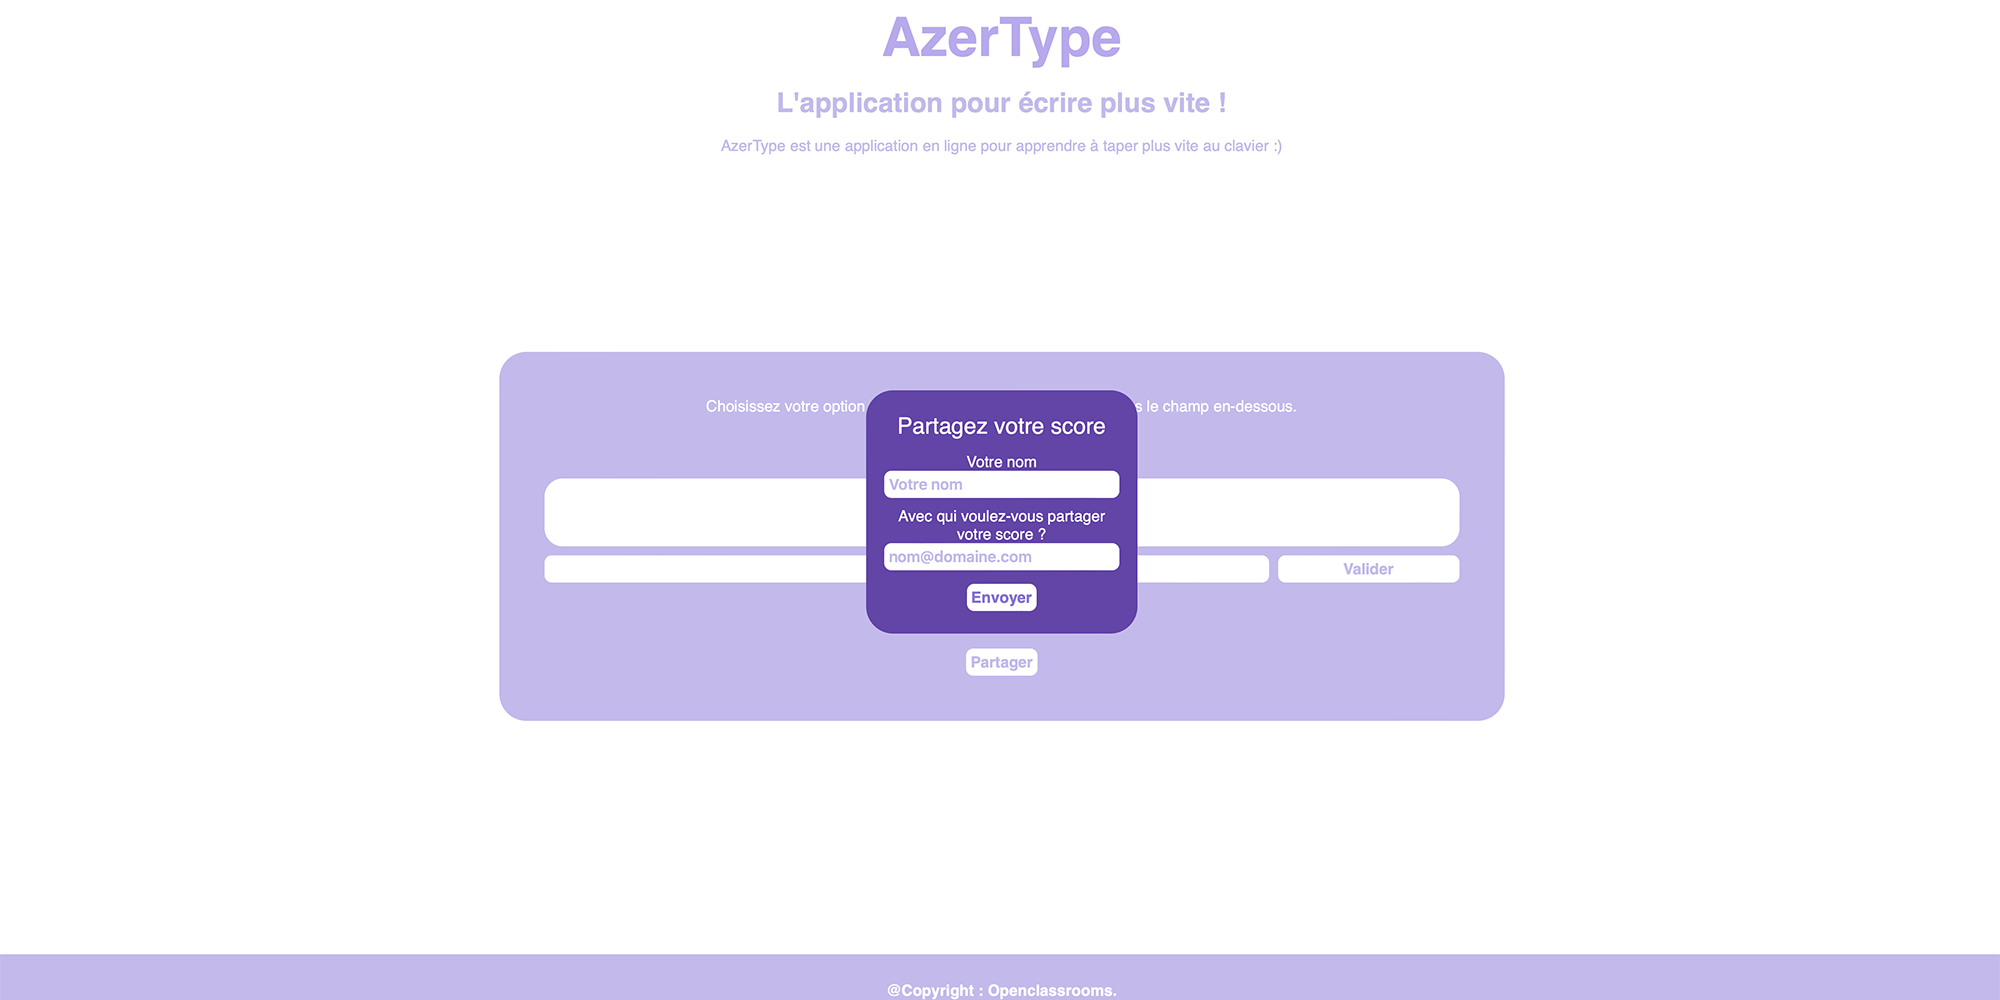 AzerType
L'application pour écrire plus vite !
AzerType est une application en ligne pour apprendre à taper plus vite au clavier :)
Choisissez votre option
le champ en-dessous.
Partagez votre score
Votre nom
Votre nom
Avec qui voulez-vous partager
votre score ?
nom@domaine.com
Valider
Envoyer
Partager
@Copyright : Openclassrooms.